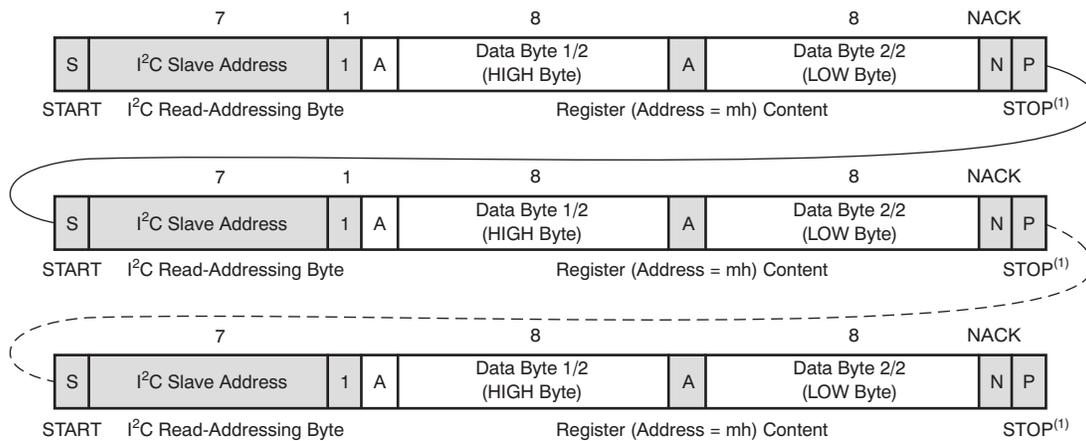 7 1 8 8 NACK
S I²C Slave Address 1 A Data Byte 1/2 (HIGH Byte) A Data Byte 2/2 (LOW Byte) N P
START I²C Read-Addressing Byte Register (Address = mh) Content STOP(1)
7 1 8 8 NACK
S I²C Slave Address 1 A Data Byte 1/2 (HIGH Byte) A Data Byte 2/2 (LOW Byte) N P
START I²C Read-Addressing Byte Register (Address = mh) Content STOP(1)
7 1 8 8 NACK
S I²C Slave Address 1 A Data Byte 1/2 (HIGH Byte) A Data Byte 2/2 (LOW Byte) N P
START I²C Read-Addressing Byte Register (Address = mh) Content STOP(1)